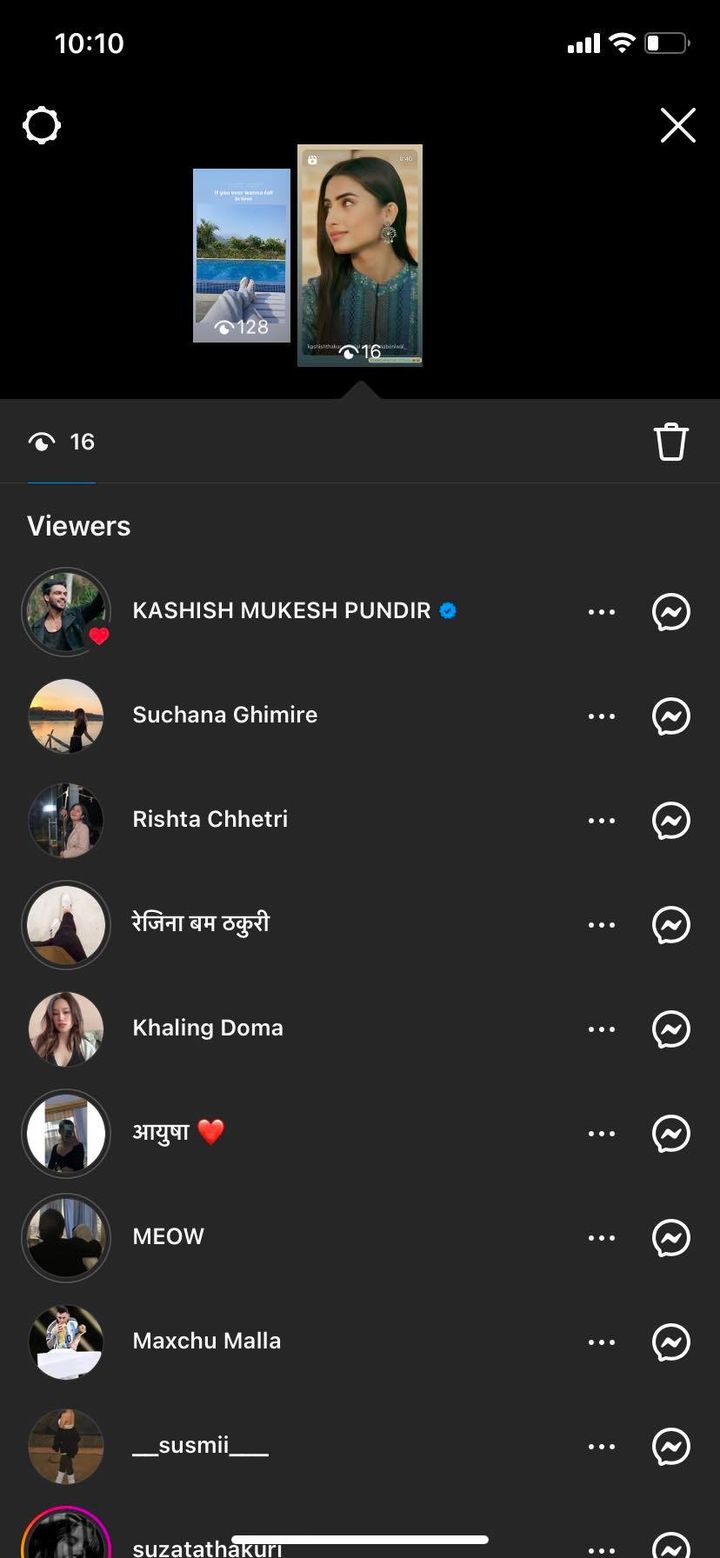 10:10
If you ever wanna fall
in love
128
16
16
Viewers
KASHISH MUKESH PUNDIR
Suchana Ghimire
Rishta Chhetri
रेजिना बम ठकुरी
Khaling Doma
आयुषा ❤️
MEOW
Maxchu Malla
__susmii___
suzatathakuri